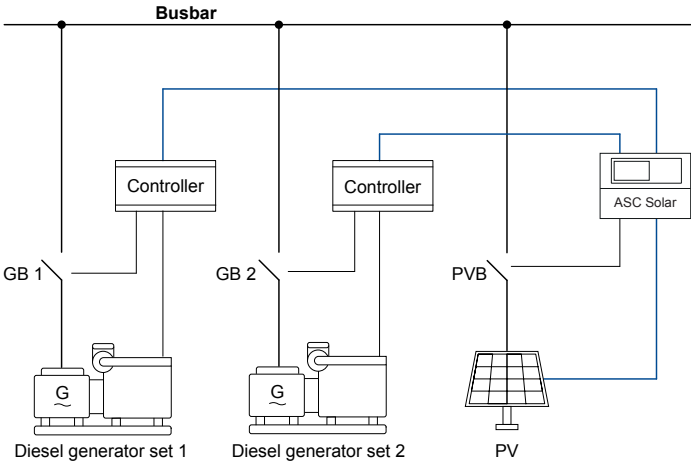 Busbar
Controller
Controller
ASC Solar
GB 1
GB 2
PVB
G
~
G
~
Diesel generator set 1
Diesel generator set 2
PV